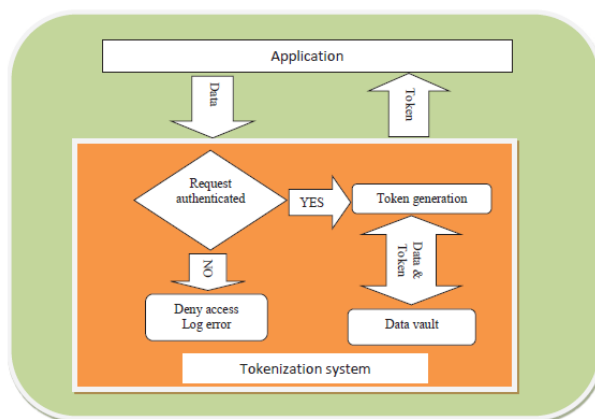 Application
Data
Token
Request
authenticated
YES
Token generation
NO
Data &
Token
Deny access
Log error
Data vault
Tokenization system